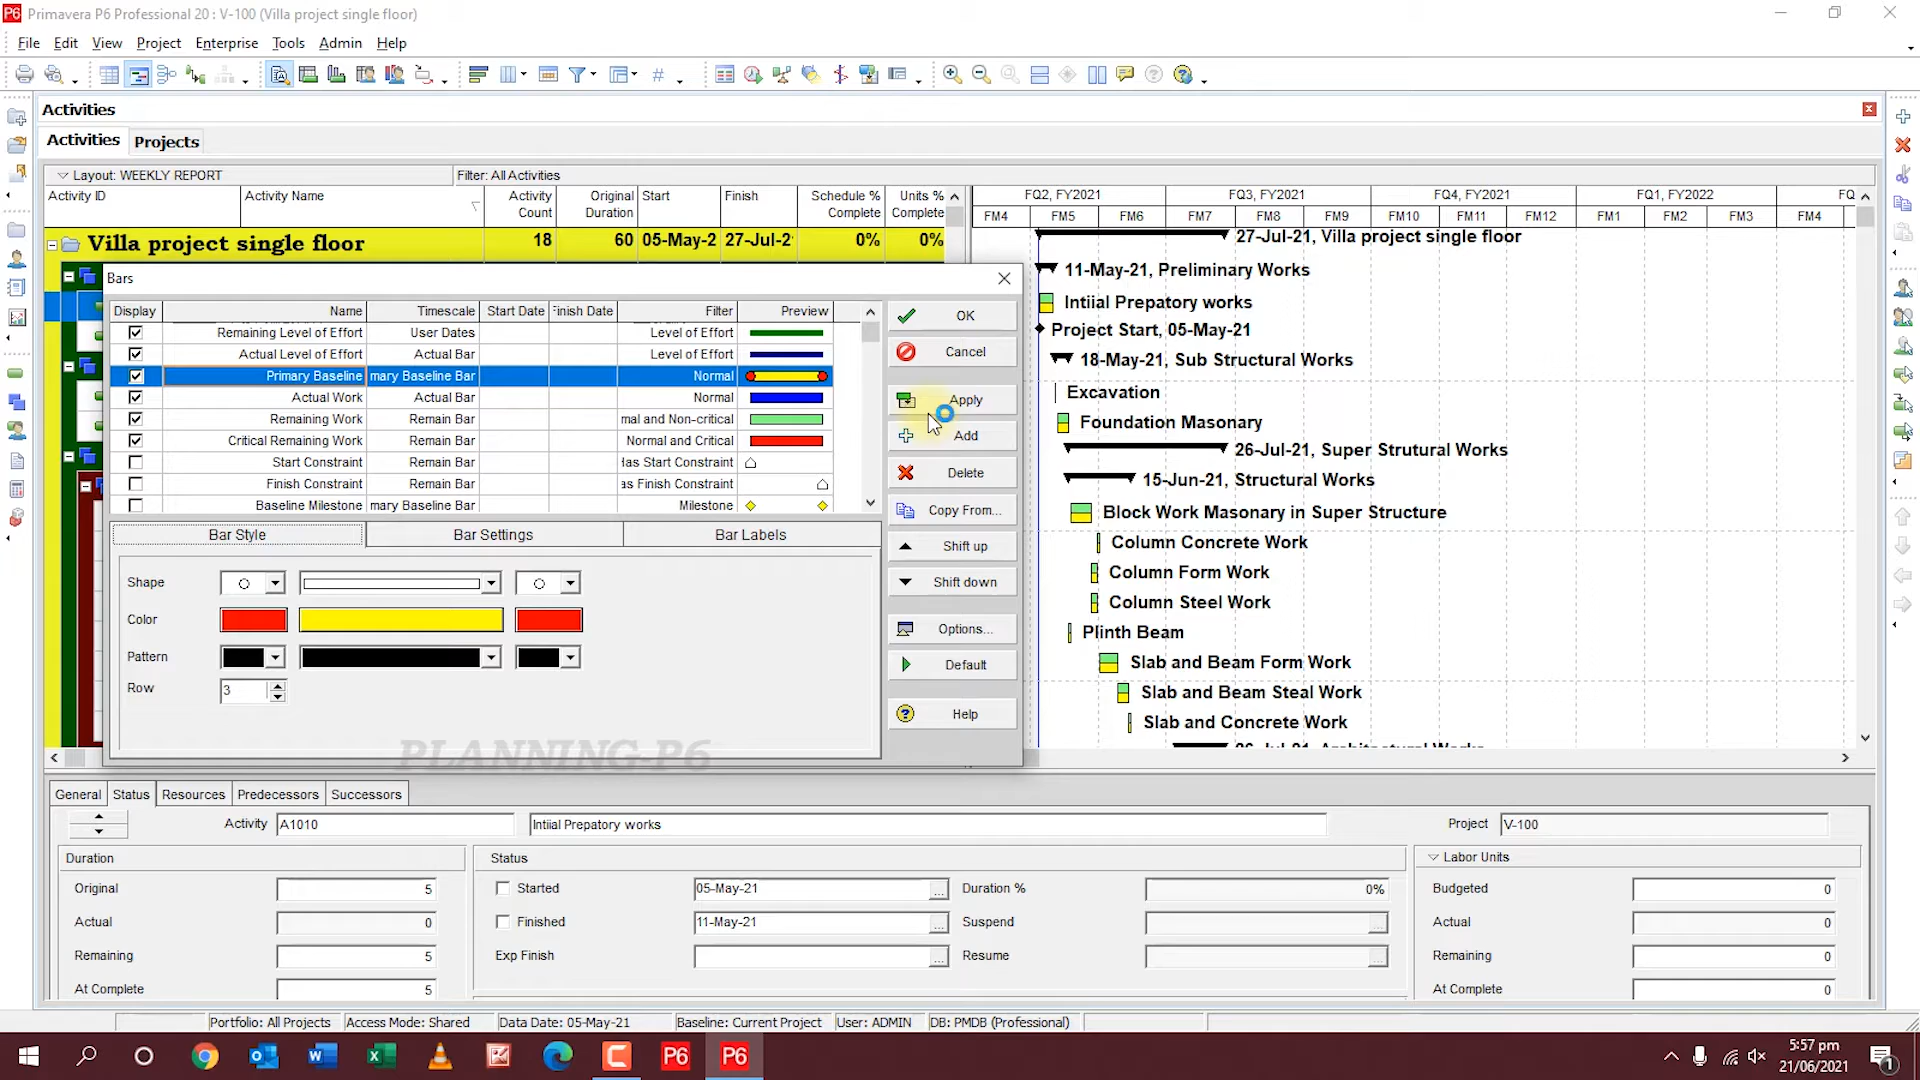 Primavera P6 Professional 20 : V-100 (Villa project single floor)
File Edit View Project Enterprise Tools Admin Help
Activities
Activities Projects
Layout: WEEKLY REPORT Filter: All Activities
Activity ID Activity Name Activity Count Original Duration Start Finish Schedule % Complete Units % Complete
FQ2, FY2021 FQ3, FY2021 FQ4, FY2021 FQ1, FY2022 FQ
FM4 FM5 FM6 FM7 FM8 FM9 FM10 FM11 FM12 FM1 FM2 FM3 FM4
Villa project single floor 18 60 05-May-2 27-Jul-2 0% 0%
27-Jul-21, Villa project single floor
11-May-21, Preliminary Works
Intiial Prepatory works
Project Start, 05-May-21
18-May-21, Sub Structural Works
Excavation
Foundation Masonary
26-Jul-21, Super Strutural Works
15-Jun-21, Structural Works
Block Work Masonary in Super Structure
Column Concrete Work
Column Form Work
Column Steel Work
Plinth Beam
Slab and Beam Form Work
Slab and Beam Steal Work
Slab and Concrete Work
26-Jul-21, Architectural Works
Bars
Display Name Timescale Start Date Finish Date Filter Preview
Remaining Level of Effort User Dates Level of Effort
Actual Level of Effort Actual Bar Level of Effort
Primary Baseline mary Baseline Bar Normal
Actual Work Actual Bar Normal
Remaining Work Remain Bar mal and Non-critical
Critical Remaining Work Remain Bar Normal and Critical
Start Constraint Remain Bar Has Start Constraint
Finish Constraint Remain Bar as Finish Constraint
Baseline Milestone mary Baseline Bar Milestone
OK
Cancel
Apply
Add
Delete
Copy From...
Shift up
Shift down
Options...
Default
Help
Bar Style Bar Settings Bar Labels
Shape
Color
Pattern
Row 3
PLANNING-P6
General Status Resources Predecessors Successors
Activity A1010 Intiial Prepatory works Project V-100
Duration Status Labor Units
Original 5 Started 05-May-21 Duration % 0% Budgeted 0
Actual 0 Finished 11-May-21 Suspend Actual 0
Remaining 5 Exp Finish Resume Remaining 0
At Complete 5 At Complete 0
Portfolio: All Projects Access Mode: Shared Data Date: 05-May-21 Baseline: Current Project User: ADMIN DB: PMDB (Professional)
5:57 pm
21/06/2021